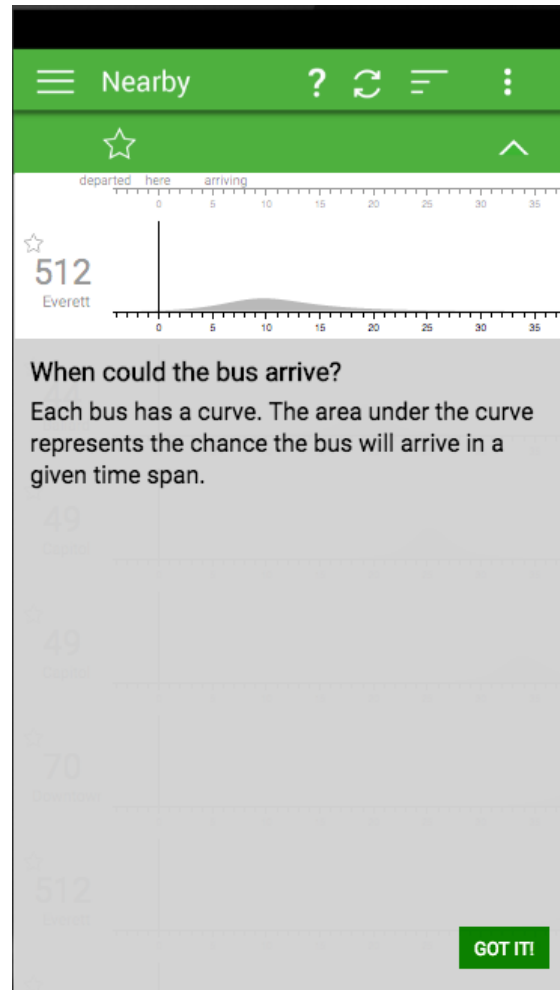 Nearby ?
departed here arriving
0 5 10 15 20 25 30 35
512
Everett
0 5 10 15 20 25 30 35
When could the bus arrive?
Each bus has a curve. The area under the curve
represents the chance the bus will arrive in a
given time span.
49
49
70
512
Everett
GOT IT!